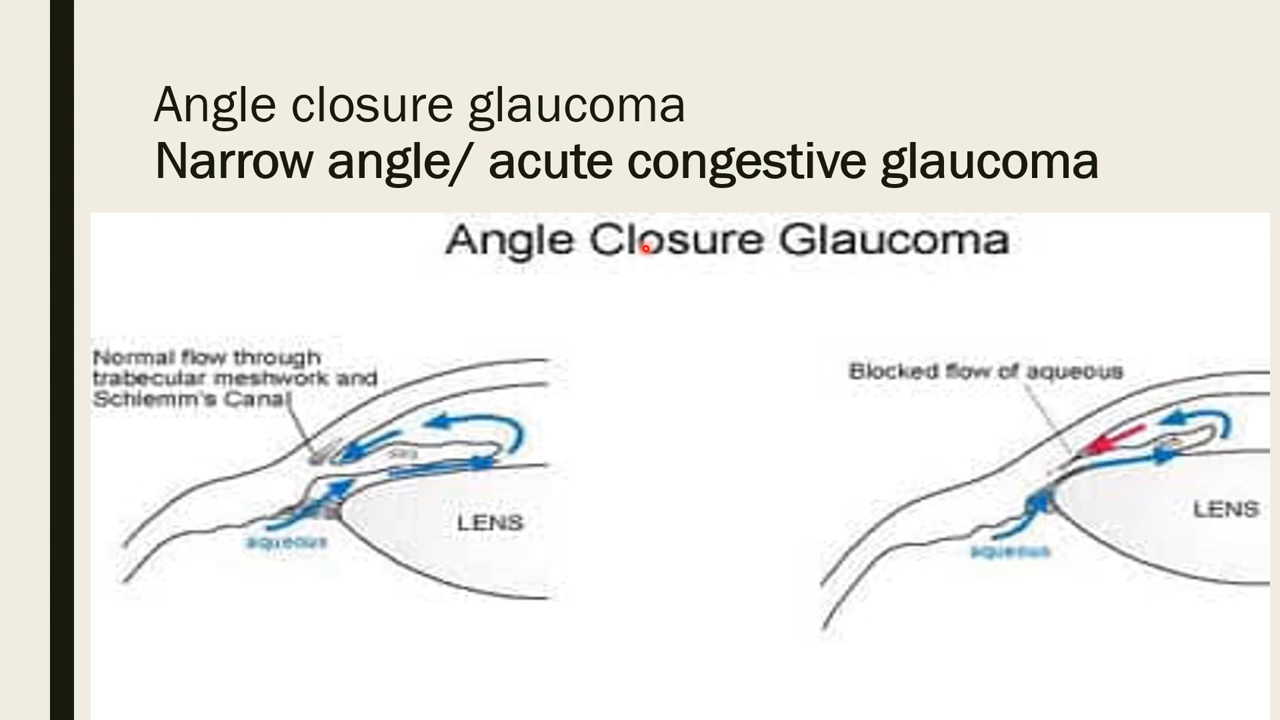 Angle closure glaucoma
Narrow angle/ acute congestive glaucoma
Angle Closure Glaucoma
Normal flow through
trabecular meshwork and
Schlemm's Canal
LENS
aqueous
Blocked flow of aqueous
LENS
aqueous